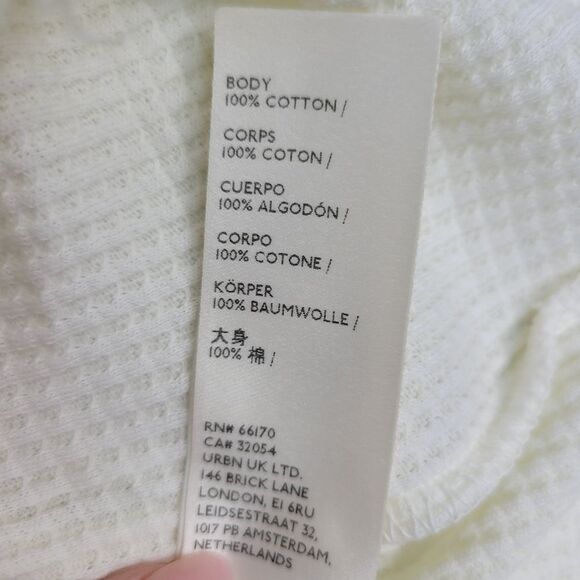 BODY
100% COTTON /
CORPS
100% COTON /
CUERPO
100% ALGODÓN /
CORPO
100% COTONE /
KÖRPER
100% BAUMWOLLE /
大身
100% 棉 /
RN# 66170
CA# 32054
URBN UK LTD.
146 BRICK LANE
LONDON, E1 6RU
LEIDSESTRAAT 32,
1017 PB AMSTERDAM,
NETHERLANDS